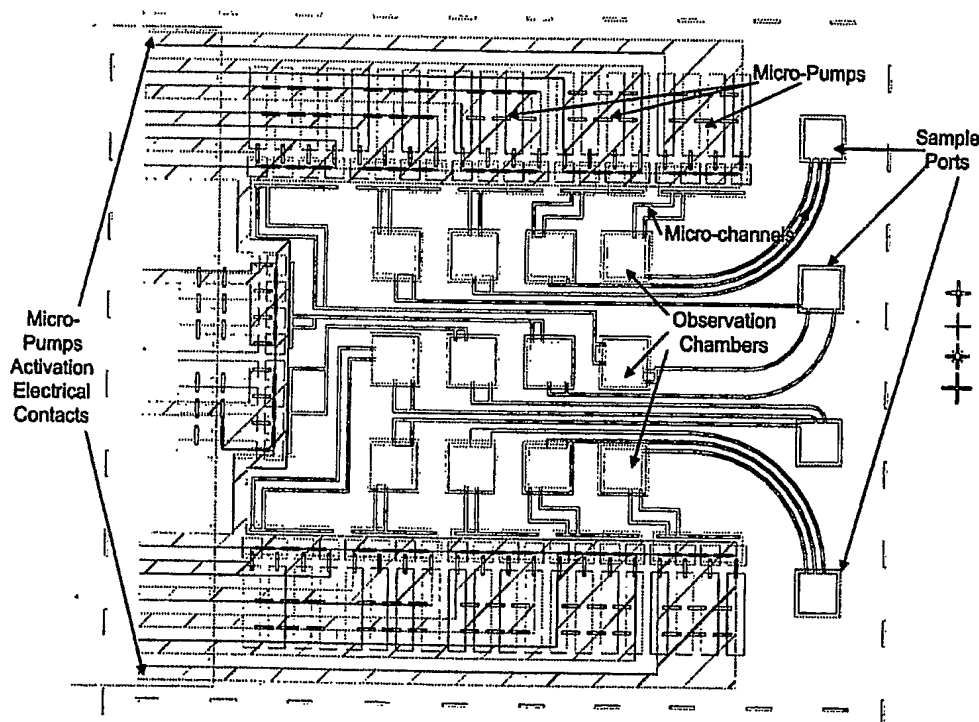 Micro-Pumps
Sample
Ports
Micro-channels
Micro-
Pumps
Activation
Electrical
Contacts
Observation
Chambers